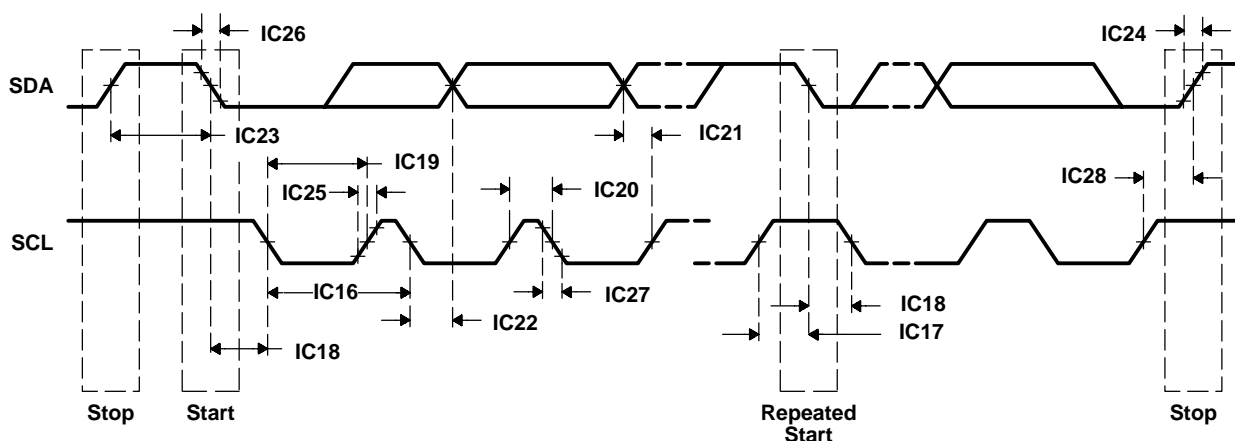 IC26
IC24
SDA
IC23
IC21
IC19
IC25
IC20
IC28
SCL
IC16
IC27
IC18
IC22
IC17
IC18
Stop
Start
Repeated
Start
Stop